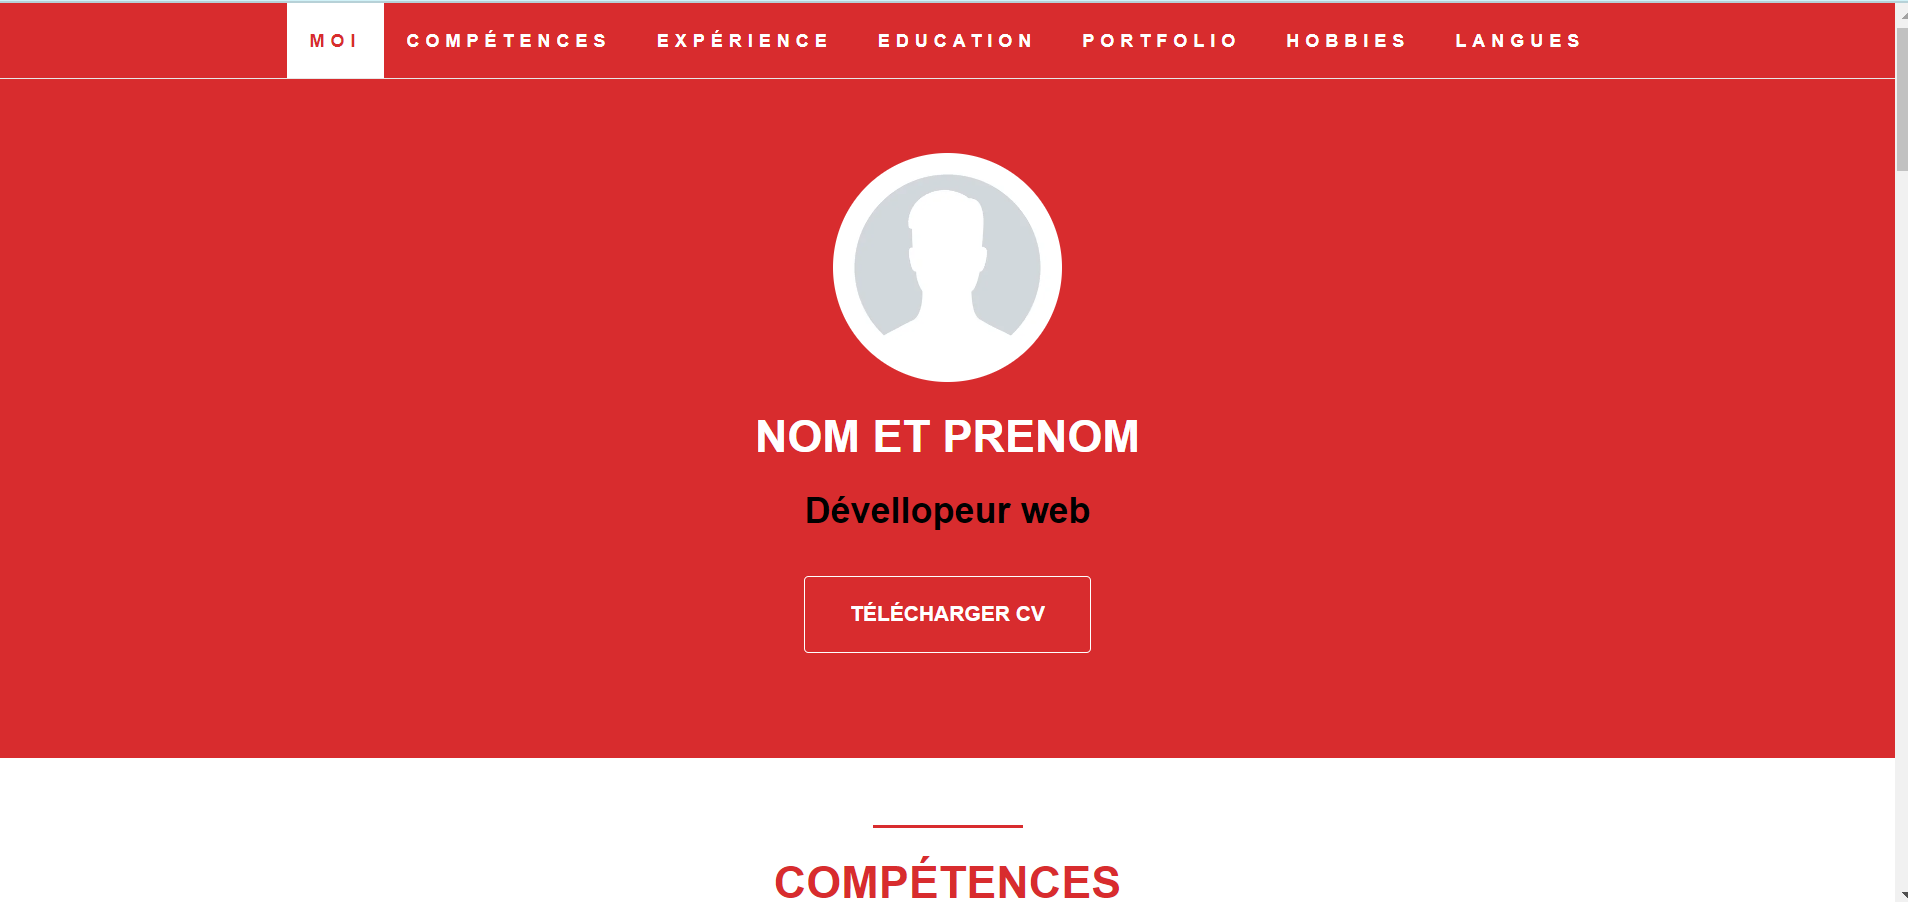 MOI COMPÉTENCES EXPÉRIENCE EDUCATION PORTFOLIO HOBBIES LANGUES
NOM ET PRENOM
Dévellopeur web
TÉLÉCHARGER CV
COMPÉTENCES